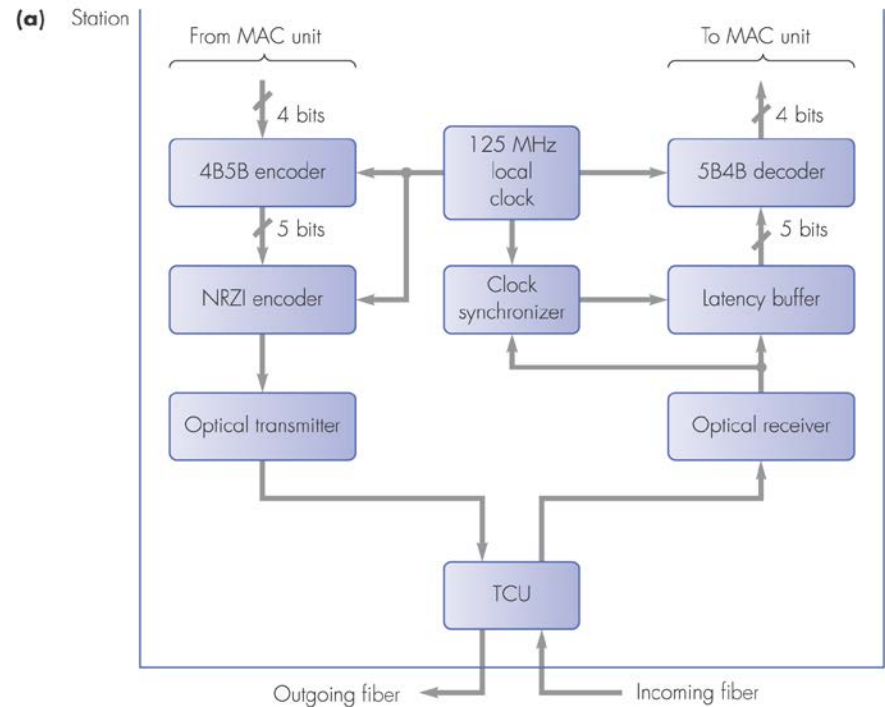 (a) Station
From MAC unit
To MAC unit
4 bits
4 bits
4B5B encoder
125 MHz
local
clock
5B4B decoder
5 bits
5 bits
NRZI encoder
Clock
synchronizer
Latency buffer
Optical transmitter
Optical receiver
TCU
Outgoing fiber
Incoming fiber